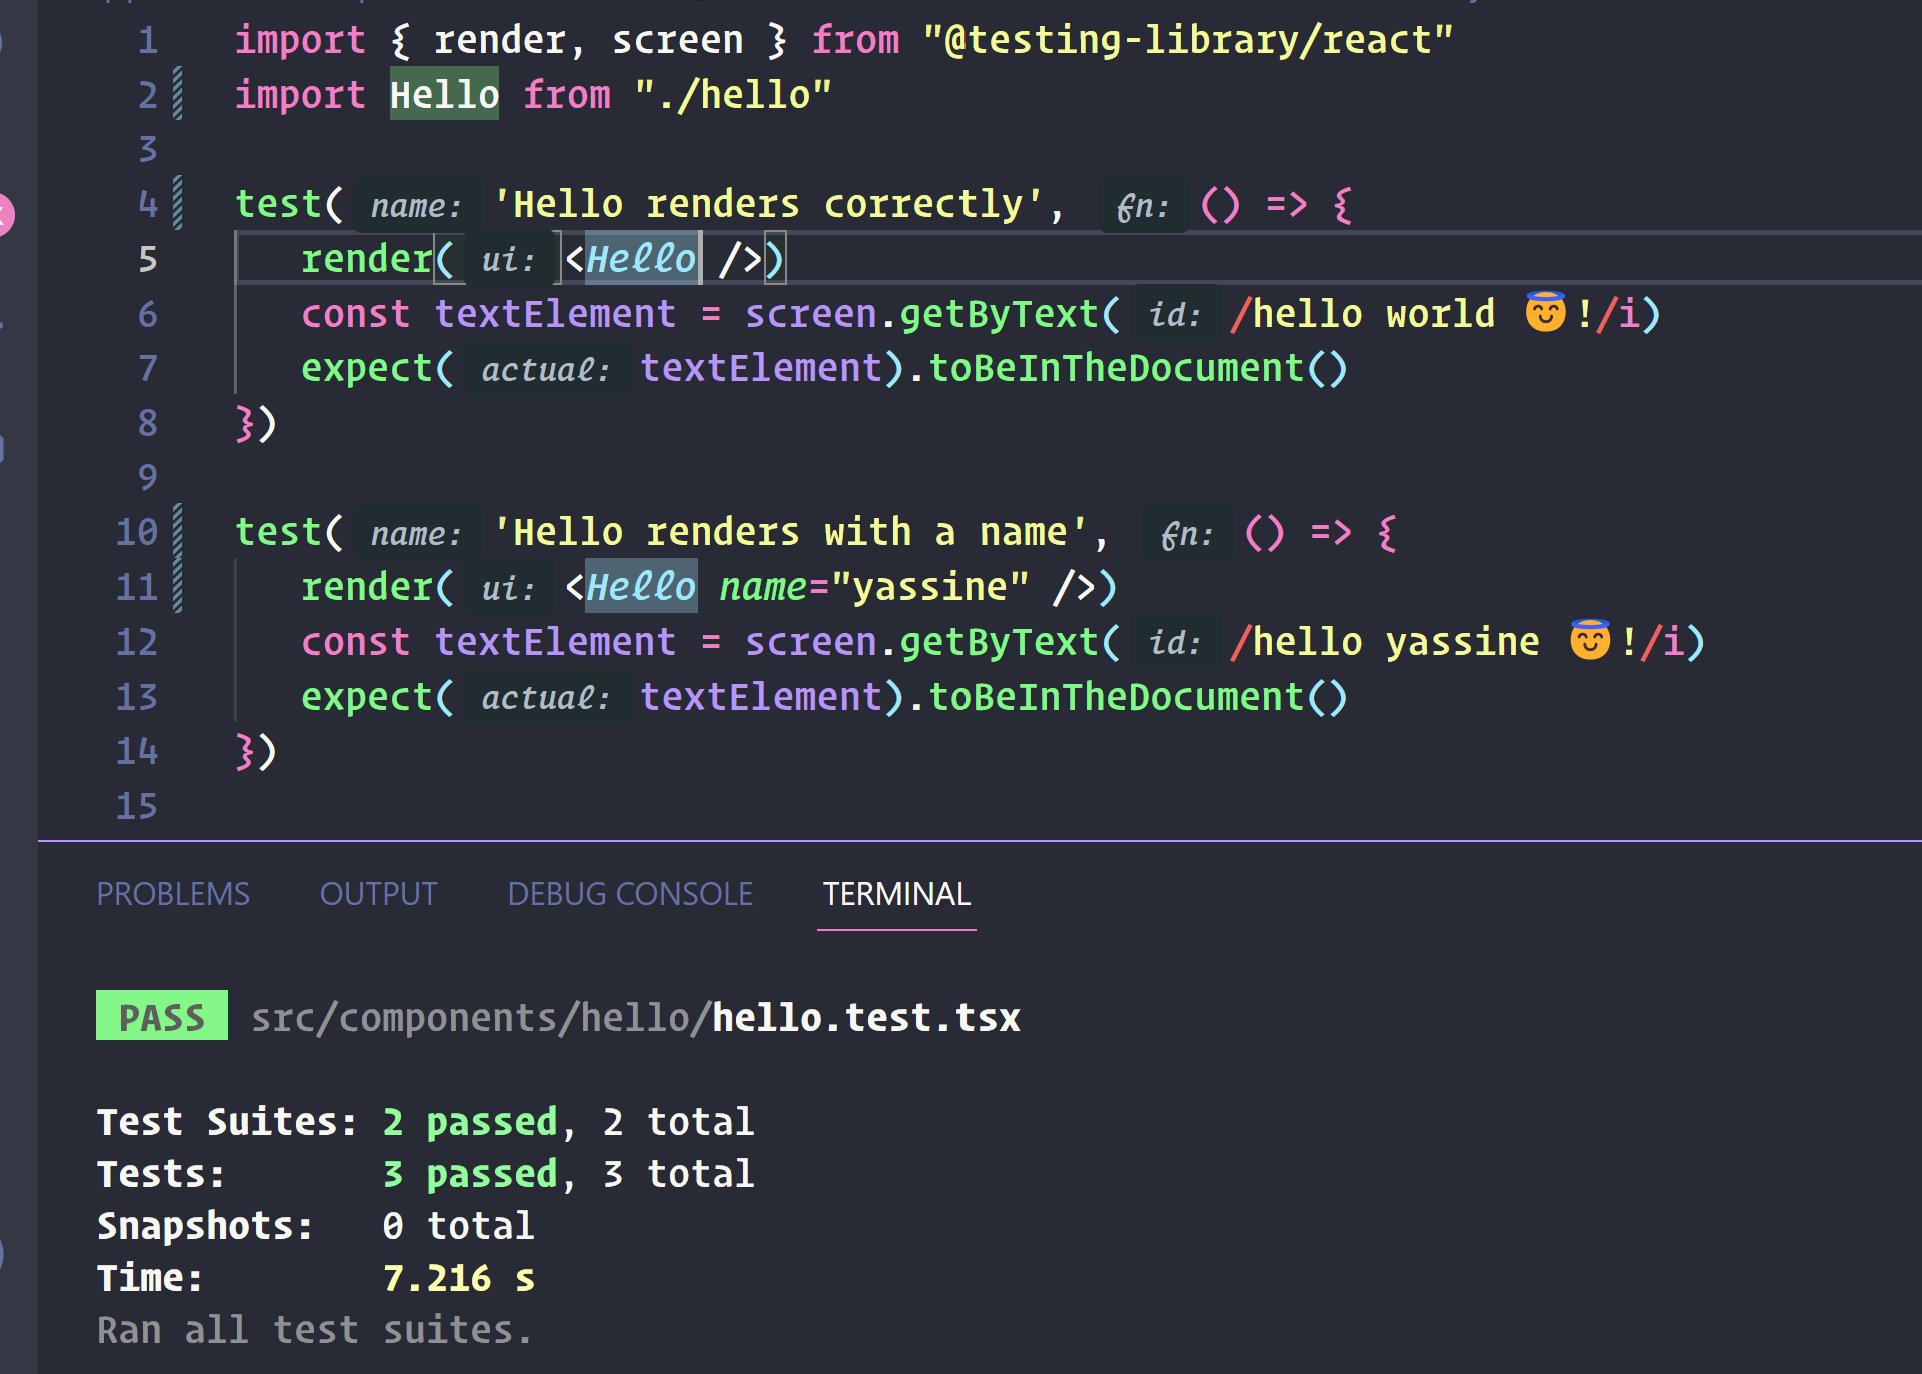 1 import { render, screen } from "@testing-library/react"
2 import Hello from "./hello"
3
4 test( name: 'Hello renders correctly', fn: () => {
5 render( ui: <Hello />)
6 const textElement = screen.getByText( id: /hello world 😇!/i)
7 expect( actual: textElement).toBeInTheDocument()
8 })
9
10 test( name: 'Hello renders with a name', fn: () => {
11 render( ui: <Hello name="yassine" />)
12 const textElement = screen.getByText( id: /hello yassine 😇!/i)
13 expect( actual: textElement).toBeInTheDocument()
14 })
15
PROBLEMS OUTPUT DEBUG CONSOLE TERMINAL
PASS src/components/hello/hello.test.tsx
Test Suites: 2 passed, 2 total
Tests: 3 passed, 3 total
Snapshots: 0 total
Time: 7.216 s
Ran all test suites.